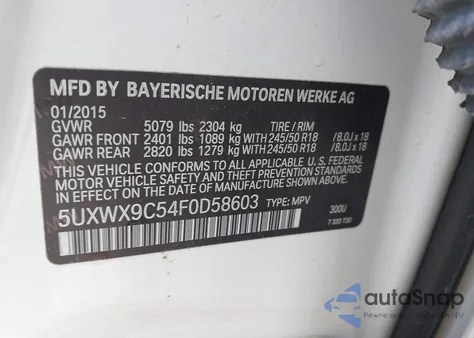 MFD BY BAYERISCHE MOTOREN WERKE AG
01/2015
GVWR 5079 lbs 2304 kg TIRE / RIM
GAWR FRONT 2401 lbs 1089 kg WITH 245/50 R18 /8.0J x 18
GAWR REAR 2820 lbs 1279 kg WITH 245/50 R18 /8.0J x 18
THIS VEHICLE CONFORMS TO ALL APPLICABLE U.S. FEDERAL
MOTOR VEHICLE SAFETY, BUMPER, AND THEFT PREVENTION
STANDARDS IN EFFECT ON THE DATE OF MANUFACTURE SHOWN ABOVE.
5UXWX9C54F0D58603 TYPE: MPV
300U
autoSnap